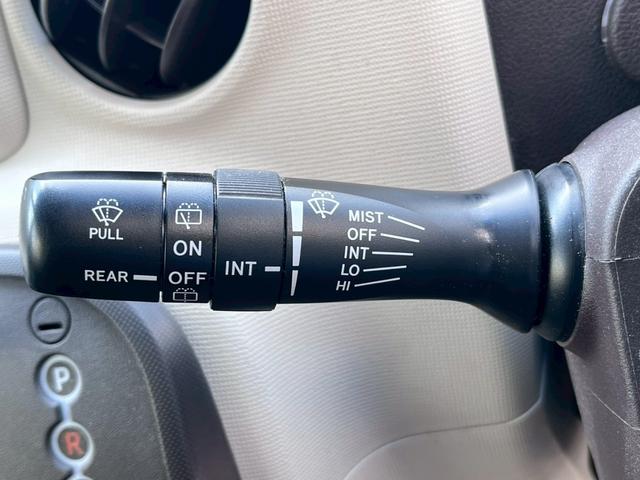 PULL
REAR
ON
OFF
INT
MIST
OFF
INT
LO
HI
P
R